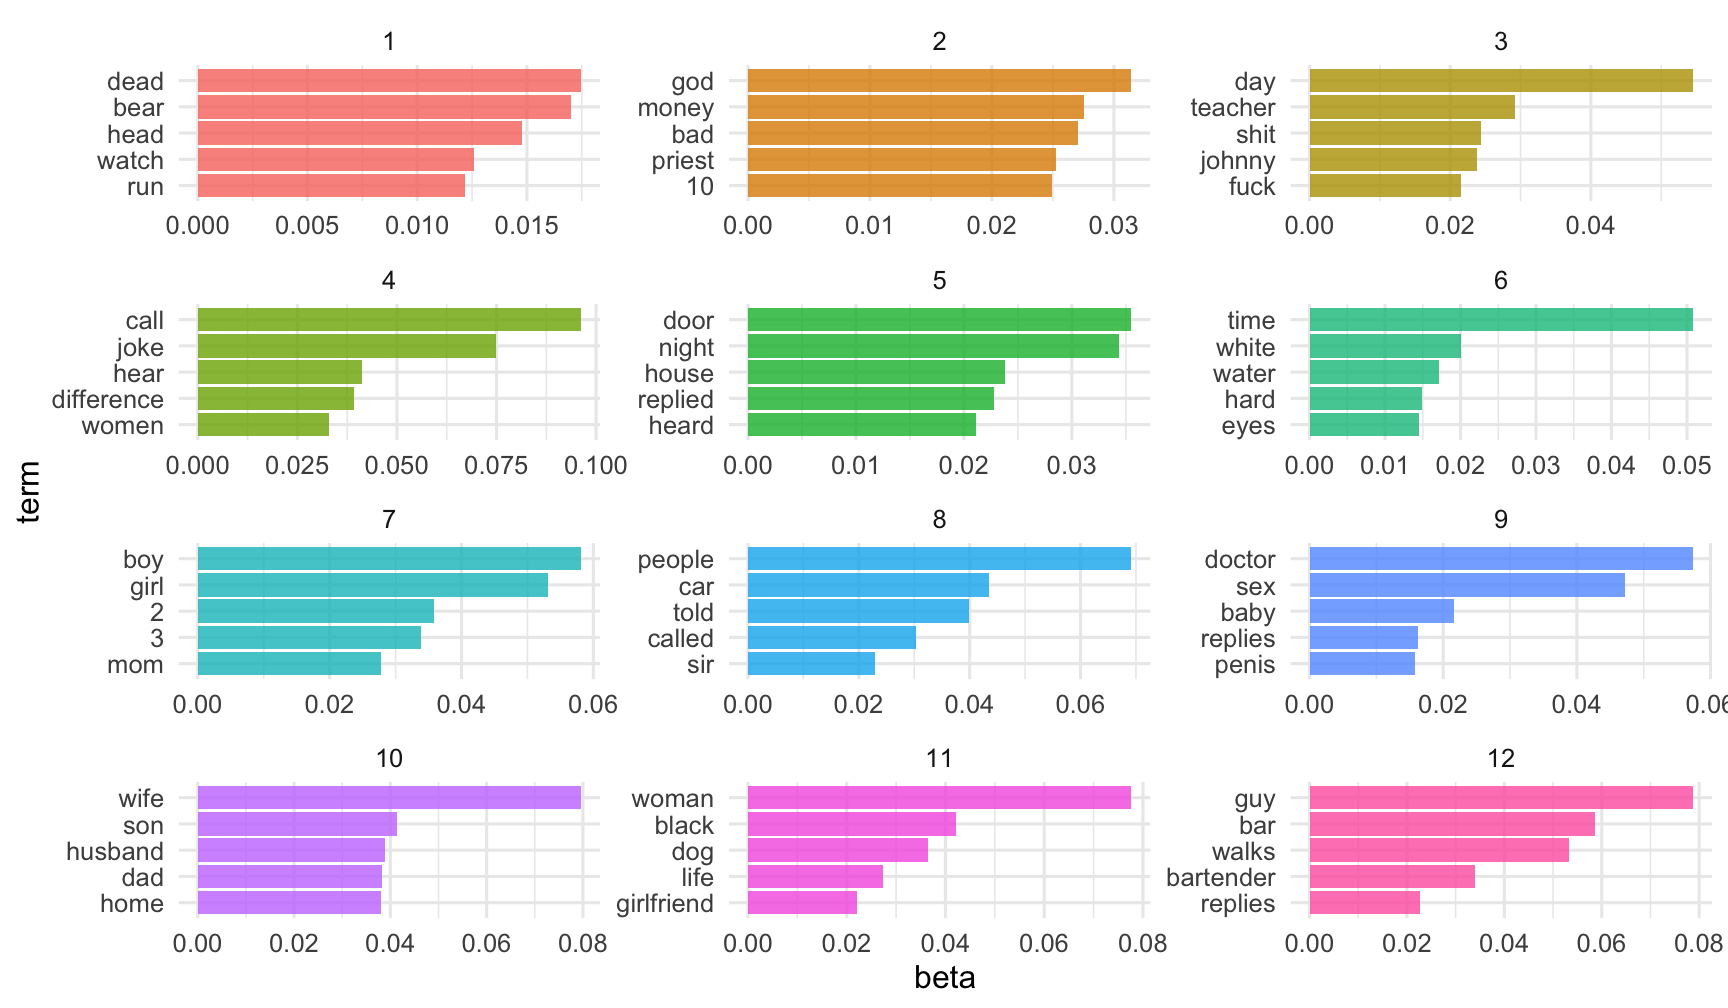 1
dead
bear
head
watch
run
0.000 0.005 0.010 0.015
2
god
money
bad
priest
10
0.00 0.01 0.02 0.03
3
day
teacher
shit
johnny
fuck
0.00 0.02 0.04
4
call
joke
hear
difference
women
0.000 0.025 0.050 0.075 0.100
5
door
night
house
replied
heard
0.00 0.01 0.02 0.03
6
time
white
water
hard
eyes
0.00 0.01 0.02 0.03 0.04 0.05
term
7
boy
girl
2
3
mom
0.00 0.02 0.04 0.06
8
people
car
told
called
sir
0.00 0.02 0.04 0.06
9
doctor
sex
baby
replies
penis
0.00 0.02 0.04 0.06
10
wife
son
husband
dad
home
0.00 0.02 0.04 0.06 0.08
11
woman
black
dog
life
girlfriend
0.00 0.02 0.04 0.06 0.08
12
guy
bar
walks
bartender
replies
0.00 0.02 0.04 0.06 0.08
beta